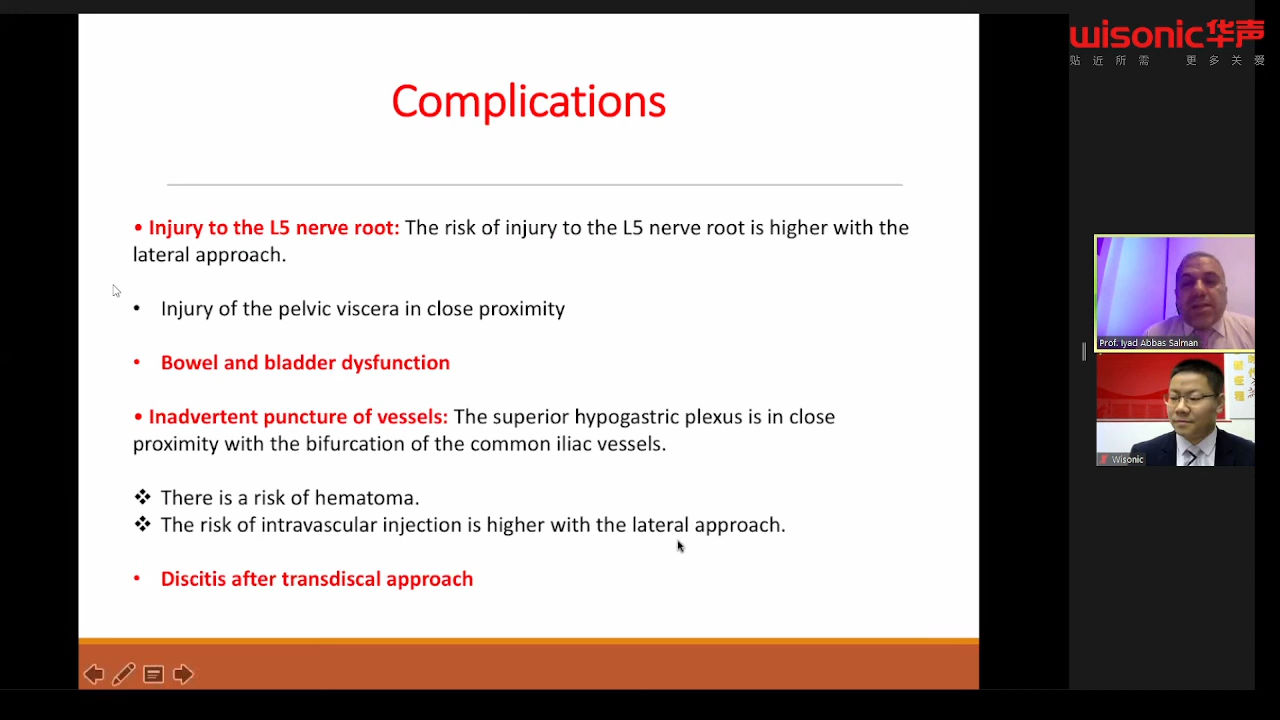 Complications
• Injury to the L5 nerve root: The risk of injury to the L5 nerve root is higher with the
lateral approach.
• Injury of the pelvic viscera in close proximity
• Bowel and bladder dysfunction
• Inadvertent puncture of vessels: The superior hypogastric plexus is in close
proximity with the bifurcation of the common iliac vessels.
❖ There is a risk of hematoma.
❖ The risk of intravascular injection is higher with the lateral approach.
• Discitis after transdiscal approach
wisonic华声
贴近所需 更多关爱
Prof. Iyad Abbas Salman
Wisonic